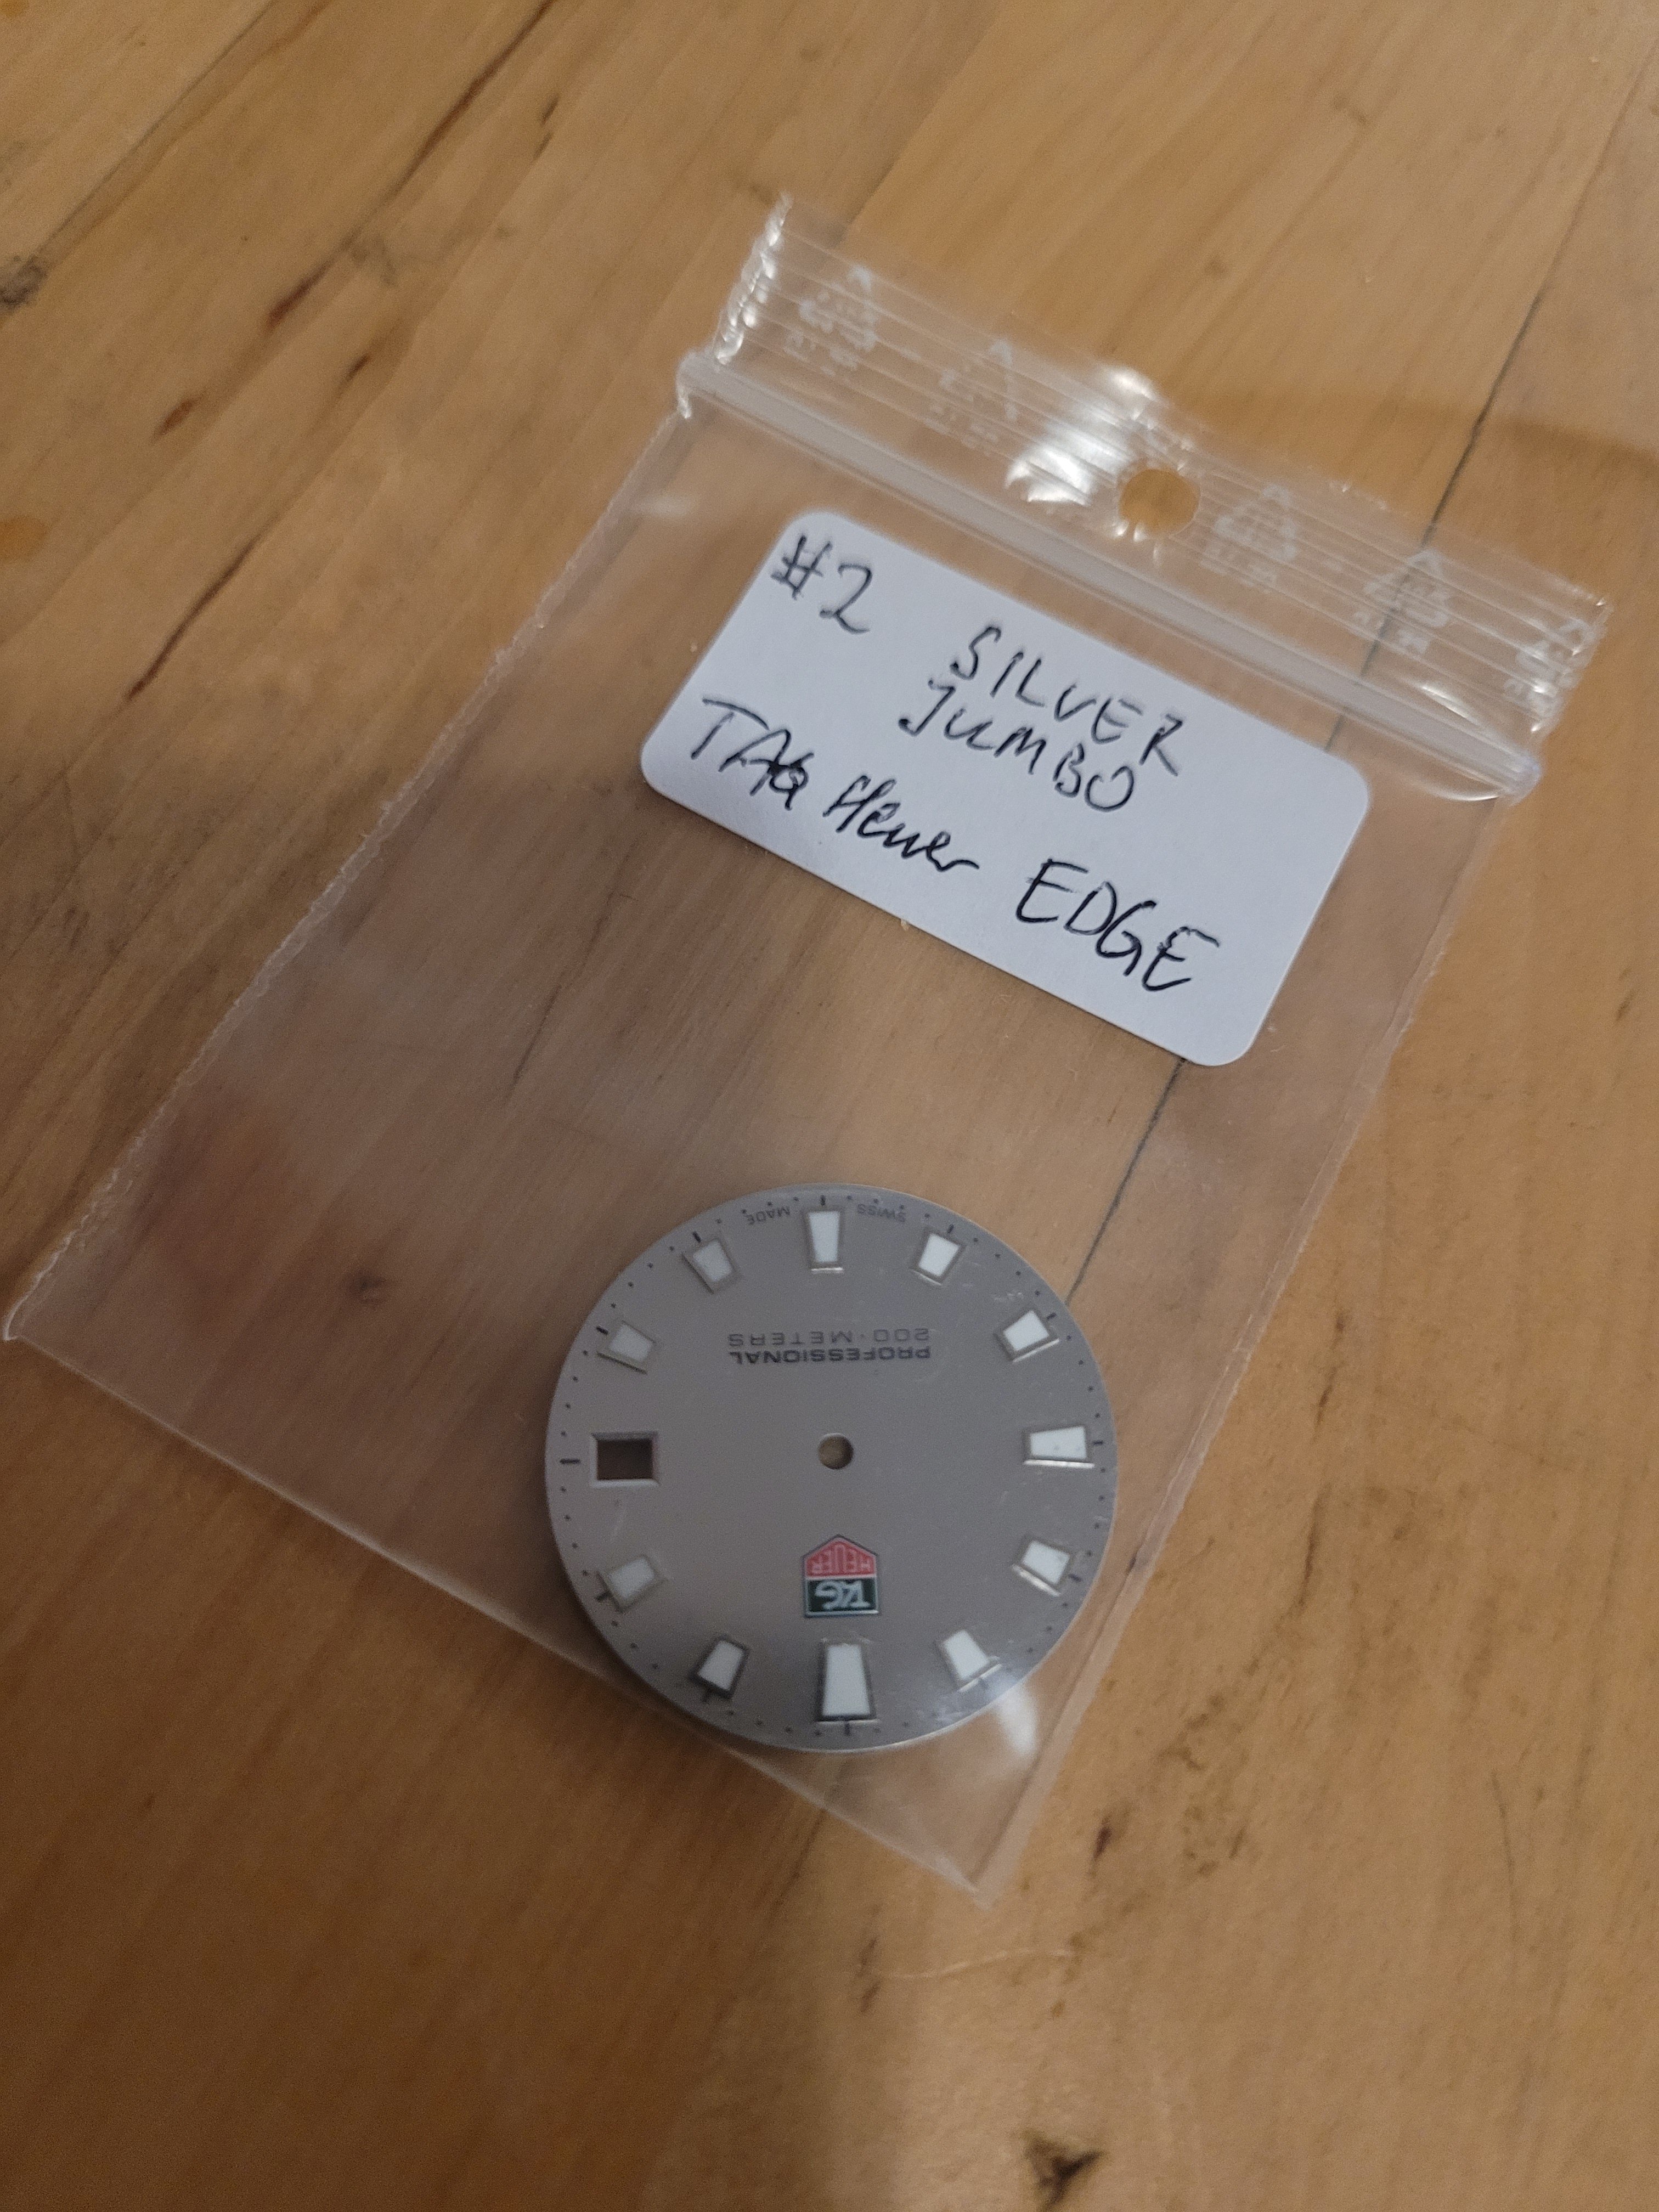 #2 SILVER
JUMBO
TAG Heuer EDGE
TAG
HEUER
PROFESSIONAL
200·METERS
SWISS MADE